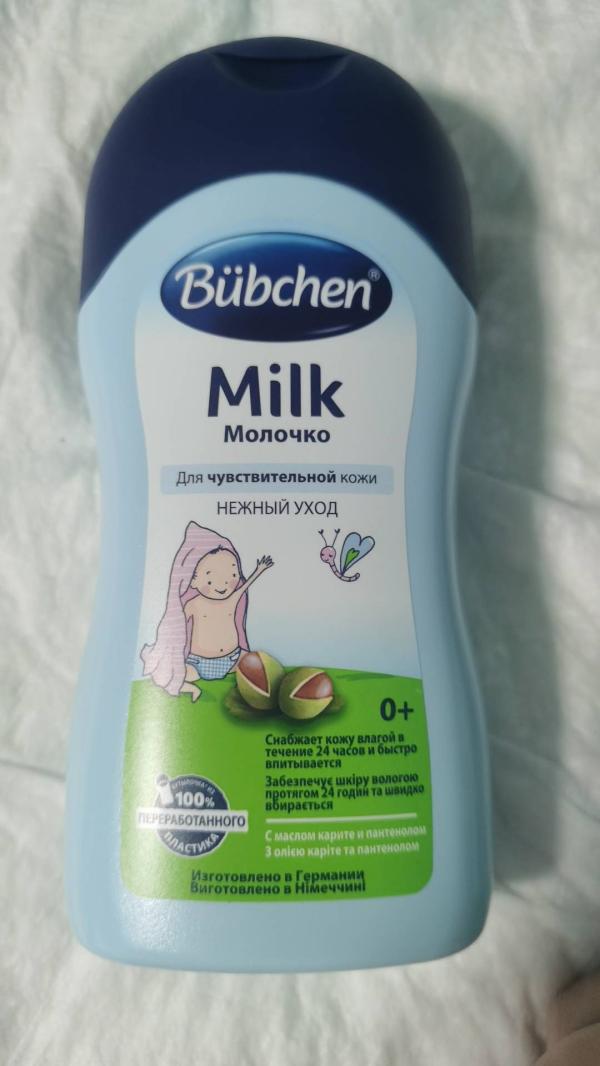 Bübchen®
Milk
Молочко
Для чувствительной кожи
НЕЖНЫЙ УХОД
0+
Снабжает кожу влагой в
течение 24 часов и быстро
впитывается
Забезпечує шкіру вологою
протягом 24 годин та швидко
вбирається
С маслом карите и пантенолом
З олією каріте та пантенолом
БУТЫЛОЧКА* ИЗ
100%
ПЕРЕРАБОТАННОГО
ПЛАСТИКА
Изготовлено в Германии
Виготовлено в Німеччині